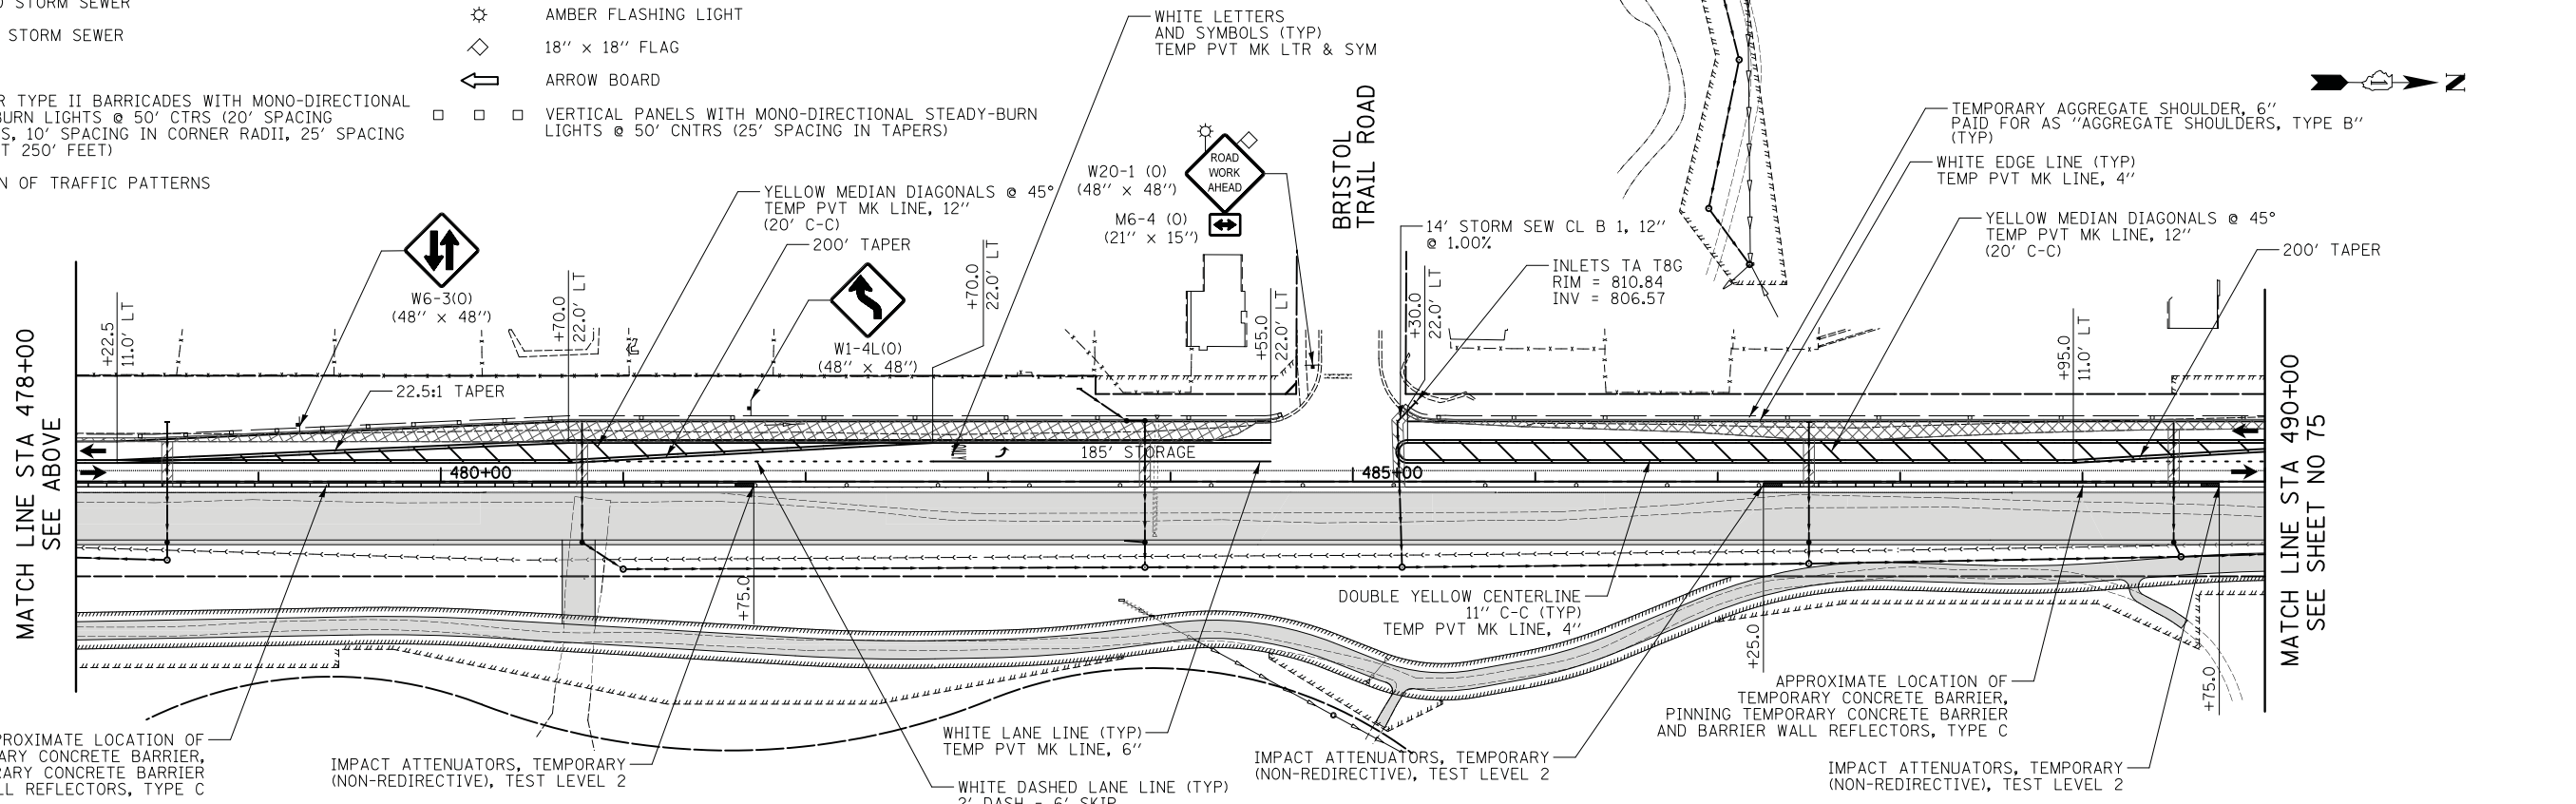 STORM SEWER
STORM SEWER
TYPE II BARRICADES WITH MONO-DIRECTIONAL
BURN LIGHTS @ 50' CTRS (20' SPACING
10' SPACING IN CORNER RADII, 25' SPACING
250' FEET)
OF TRAFFIC PATTERNS
AMBER FLASHING LIGHT
18" x 18" FLAG
ARROW BOARD
VERTICAL PANELS WITH MONO-DIRECTIONAL STEADY-BURN
LIGHTS @ 50' CNTRS (25' SPACING IN TAPERS)
WHITE LETTERS
AND SYMBOLS (TYP)
TEMP PVT MK LTR & SYM
BRISTOL
TRAIL ROAD
N
TEMPORARY AGGREGATE SHOULDER, 6"
PAID FOR AS "AGGREGATE SHOULDERS, TYPE B"
(TYP)
WHITE EDGE LINE (TYP)
TEMP PVT MK LINE, 4"
YELLOW MEDIAN DIAGONALS @ 45°
TEMP PVT MK LINE, 12"
(20' C-C)
200' TAPER
W20-1 (O)
(48" x 48")
ROAD
WORK
AHEAD
M6-4 (O)
(21" x 15")
YELLOW MEDIAN DIAGONALS @ 45°
TEMP PVT MK LINE, 12"
(20' C-C)
200' TAPER
14' STORM SEW CL B 1, 12"
@ 1.00%
INLETS TA T8G
RIM = 810.84
INV = 806.57
W6-3(O)
(48" x 48")
W1-4L(O)
(48" x 48")
+22.5
11.0' LT
+70.0
22.0' LT
+70.0
22.0' LT
+55.0
22.0' LT
+30.0
22.0' LT
+95.0
11.0' LT
22.5:1 TAPER
MATCH LINE STA 478+00
SEE ABOVE
185' STORAGE
480+00
485+00
MATCH LINE STA 490+00
SEE SHEET NO 75
+75.0
+25.0
+75.0
DOUBLE YELLOW CENTERLINE
11" C-C (TYP)
TEMP PVT MK LINE, 4"
APPROXIMATE LOCATION OF
TEMPORARY CONCRETE BARRIER,
PINNING TEMPORARY CONCRETE BARRIER
AND BARRIER WALL REFLECTORS, TYPE C
LOCATION OF
CONCRETE BARRIER,
CONCRETE BARRIER
REFLECTORS, TYPE C
IMPACT ATTENUATORS, TEMPORARY
(NON-REDIRECTIVE), TEST LEVEL 2
WHITE LANE LINE (TYP)
TEMP PVT MK LINE, 6"
WHITE DASHED LANE LINE (TYP)
2' DASH - 6' SKIP
IMPACT ATTENUATORS, TEMPORARY
(NON-REDIRECTIVE), TEST LEVEL 2
IMPACT ATTENUATORS, TEMPORARY
(NON-REDIRECTIVE), TEST LEVEL 2